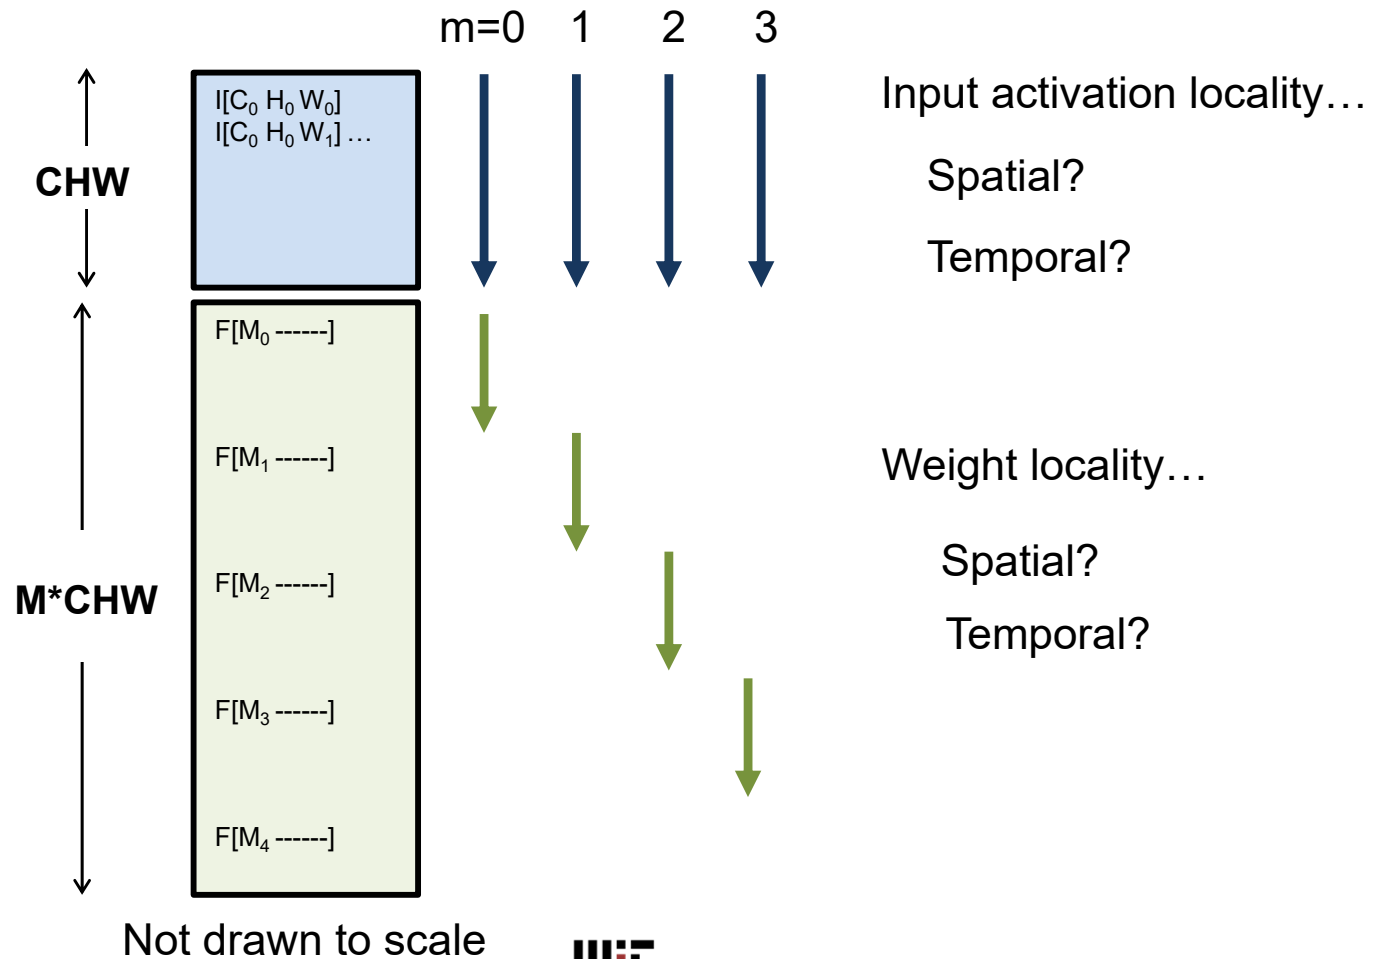 m=0 1 2 3
I[C₀ H₀ W₀]
I[C₀ H₀ W₁] …
CHW
Input activation locality…
Spatial?
Temporal?
F[M₀ ------]
F[M₁ ------]
F[M₂ ------]
F[M₃ ------]
F[M₄ ------]
M*CHW
Weight locality…
Spatial?
Temporal?
Not drawn to scale